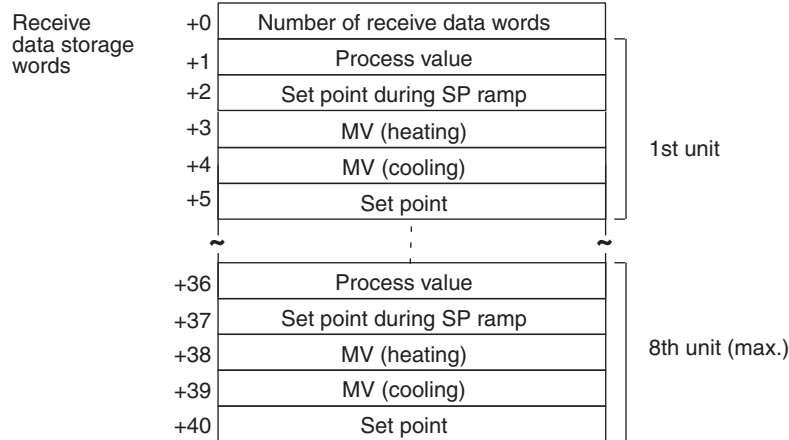 Receive
data storage
words
+0 Number of receive data words
+1 Process value
+2 Set point during SP ramp
+3 MV (heating)
+4 MV (cooling)
+5 Set point
1st unit
~ ~
+36 Process value
+37 Set point during SP ramp
+38 MV (heating)
+39 MV (cooling)
+40 Set point
8th unit (max.)